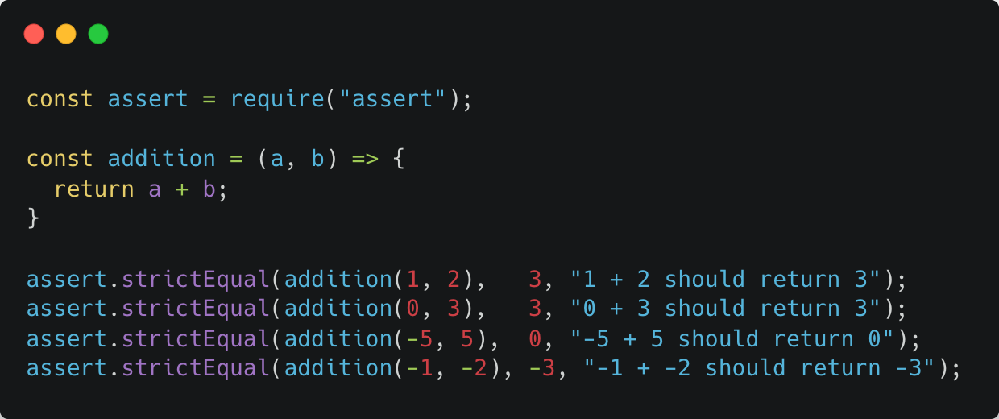 const assert = require("assert");

const addition = (a, b) => {
  return a + b;
}

assert.strictEqual(addition(1, 2),   3, "1 + 2 should return 3");
assert.strictEqual(addition(0, 3),   3, "0 + 3 should return 3");
assert.strictEqual(addition(-5, 5),  0, "-5 + 5 should return 0");
assert.strictEqual(addition(-1, -2), -3, "-1 + -2 should return -3");